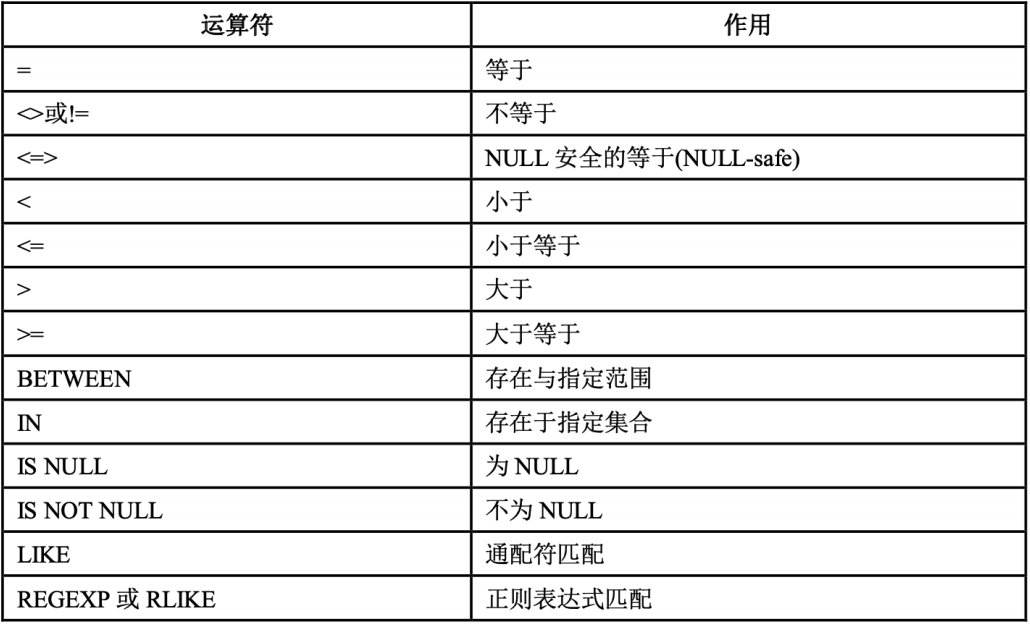 运算符 作用
= 等于
<>或!= 不等于
<=> NULL 安全的等于(NULL-safe)
< 小于
<= 小于等于
> 大于
>= 大于等于
BETWEEN 存在与指定范围
IN 存在于指定集合
IS NULL 为 NULL
IS NOT NULL 不为 NULL
LIKE 通配符匹配
REGEXP 或 RLIKE 正则表达式匹配